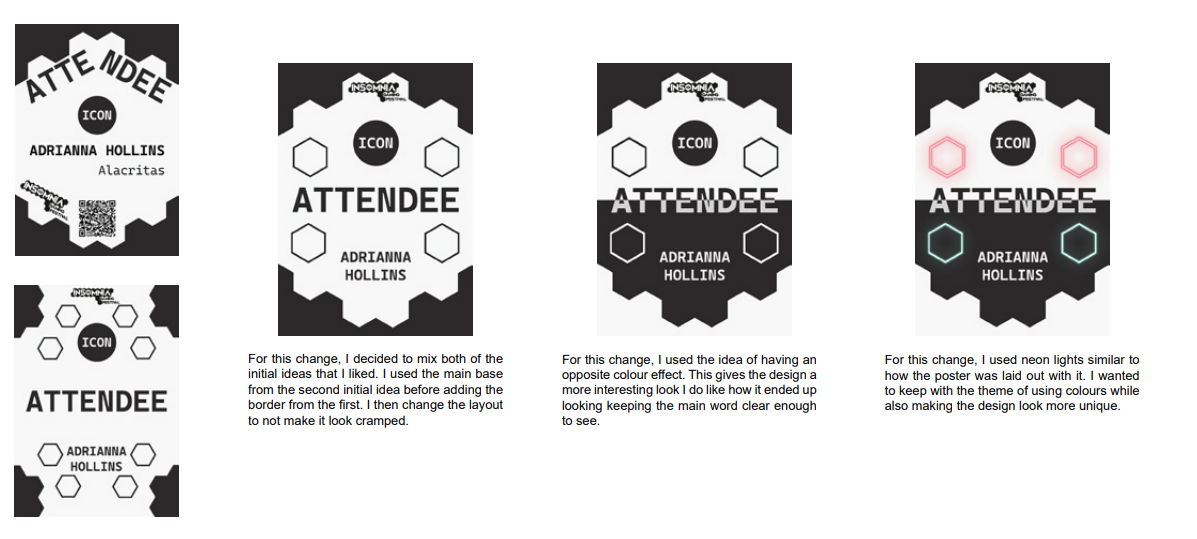 ATTENDEE
ICON
ADRIANNA HOLLINS
Alacritas
INSOMNIA
GAMING
FESTIVAL
INSOMNIA
GAMING
FESTIVAL
ICON
ATTENDEE
ADRIANNA
HOLLINS
INSOMNIA
GAMING
FESTIVAL
ICON
ATTENDEE
ADRIANNA
HOLLINS
For this change, I decided to mix both of the
initial ideas that I liked. I used the main base
from the second initial idea before adding the
border from the first. I then change the layout
to not make it look cramped.
INSOMNIA
GAMING
FESTIVAL
ICON
ATTENDEE
ADRIANNA
HOLLINS
For this change, I used the idea of having an
opposite colour effect. This gives the design a
more interesting look I do like how it ended up
looking keeping the main word clear enough
to see.
INSOMNIA
GAMING
FESTIVAL
ICON
ATTENDEE
ADRIANNA
HOLLINS
For this change, I used neon lights similar to
how the poster was laid out with it. I wanted
to keep with the theme of using colours while
also making the design look more unique.